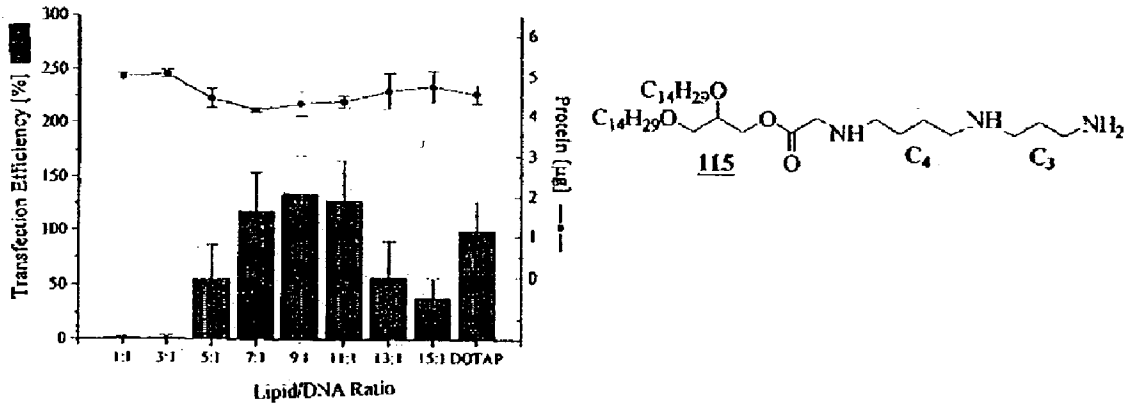 Transfection Efficiency [%]
300
250
200
150
100
50
0
1:1 3:1 5:1 7:1 9:1 11:1 13:1 15:1 DOTAP
Lipid/DNA Ratio
6
5
4
3
2
1
0
Protein [µg]
C14H29O
C14H29O
O
O
NH
NH
NH2
C4
C3
115